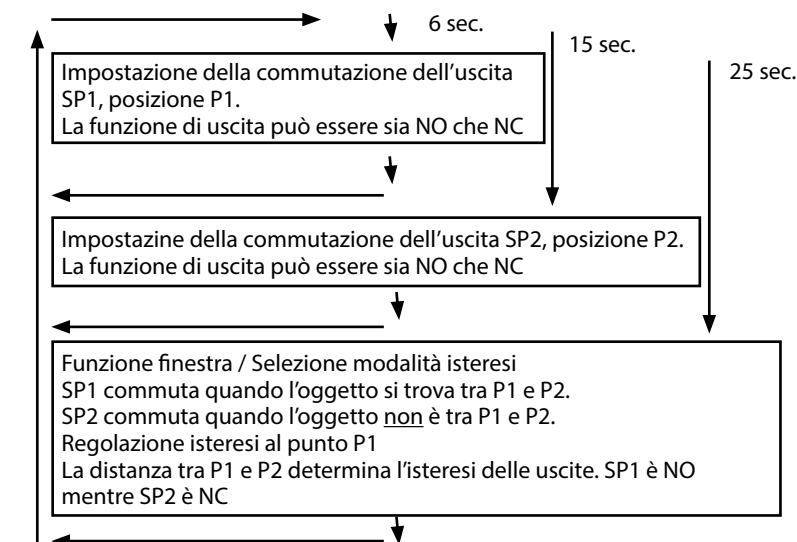 6 sec.
15 sec.
25 sec.
Impostazione della commutazione dell'uscita
SP1, posizione P1.
La funzione di uscita può essere sia NO che NC
Impostazine della commutazione dell'uscita SP2, posizione P2.
La funzione di uscita può essere sia NO che NC
Funzione finestra / Selezione modalità isteresi
SP1 commuta quando l'oggetto si trova tra P1 e P2.
SP2 commuta quando l'oggetto non è tra P1 e P2.
Regolazione isteresi al punto P1
La distanza tra P1 e P2 determina l'isteresi delle uscite. SP1 è NO
mentre SP2 è NC